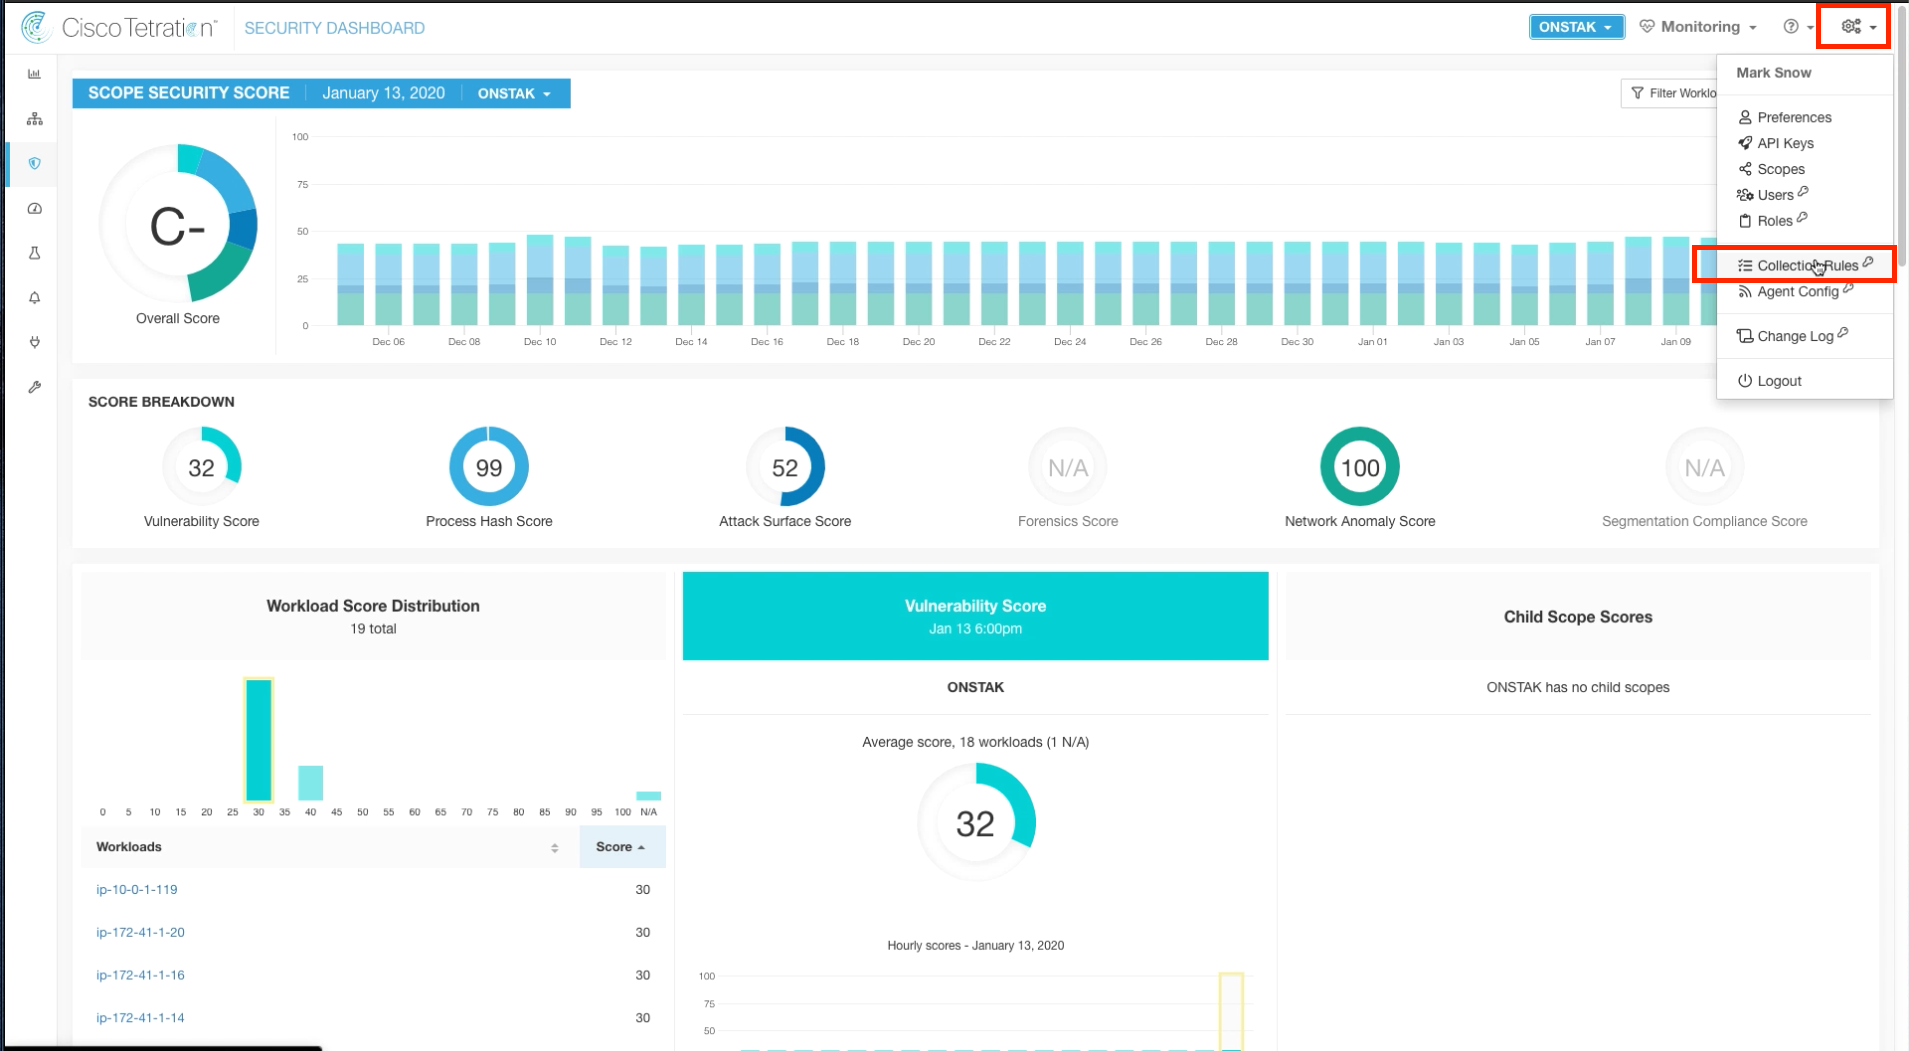 Cisco Tetration™
SECURITY DASHBOARD
ONSTAK
Monitoring
Mark Snow
Preferences
API Keys
Scopes
Users
Roles
Collection Rules
Agent Config
Change Log
Logout
SCOPE SECURITY SCORE
January 13, 2020
ONSTAK
Filter Worklo
C-
Overall Score
100
75
50
25
0
Dec 06
Dec 08
Dec 10
Dec 12
Dec 14
Dec 16
Dec 18
Dec 20
Dec 22
Dec 24
Dec 26
Dec 28
Dec 30
Jan 01
Jan 03
Jan 05
Jan 07
Jan 09
SCORE BREAKDOWN
32
Vulnerability Score
99
Process Hash Score
52
Attack Surface Score
N/A
Forensics Score
100
Network Anomaly Score
N/A
Segmentation Compliance Score
Workload Score Distribution
19 total
0 5 10 15 20 25 30 35 40 45 50 55 60 65 70 75 80 85 90 95 100 N/A
Workloads
Score
ip-10-0-1-119 30
ip-172-41-1-20 30
ip-172-41-1-16 30
ip-172-41-1-14 30
Vulnerability Score
Jan 13 6:00pm
ONSTAK
Average score, 18 workloads (1 N/A)
32
Hourly scores - January 13, 2020
100
75
50
Child Scope Scores
ONSTAK has no child scopes